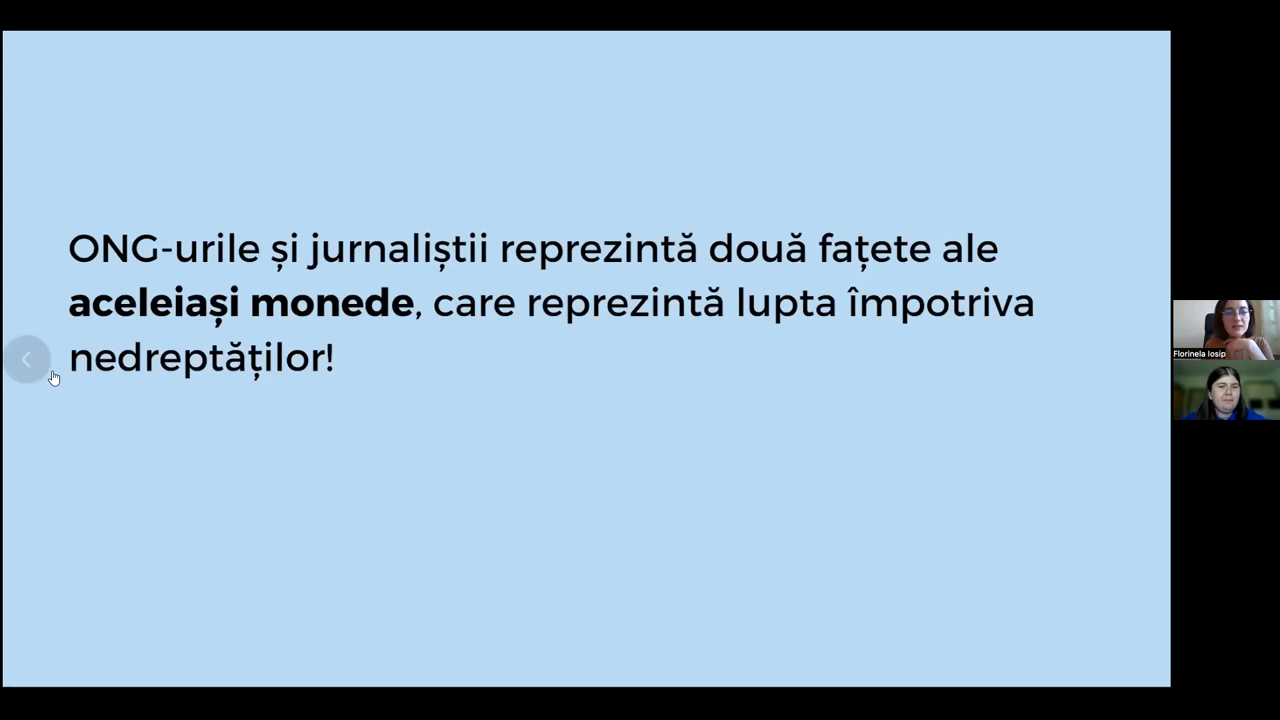 ONG-urile și jurnaliștii reprezintă două fațete ale
aceleiași monede, care reprezintă lupta împotriva
nedreptăților!
Florinela Iosip